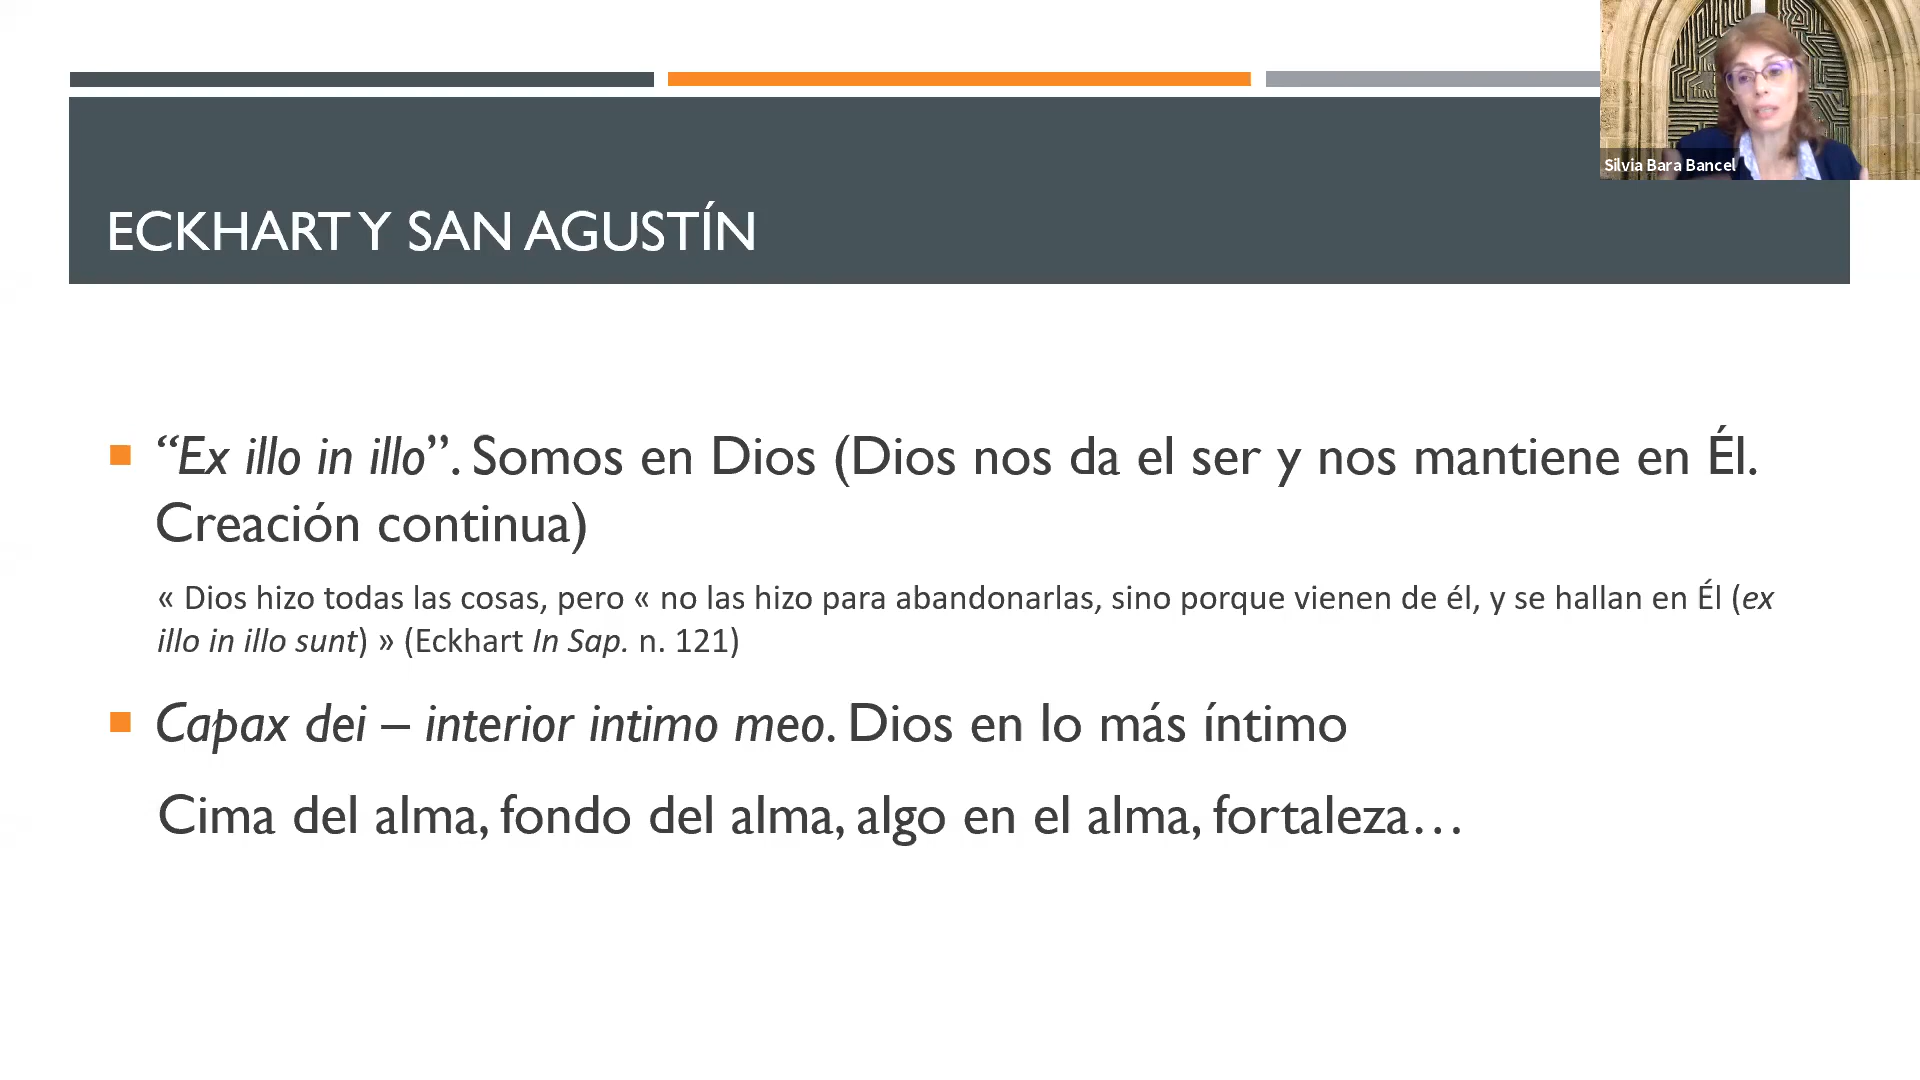 Silvia Bara Bancel
ECKHART Y SAN AGUSTÍN
“Ex illo in illo”. Somos en Dios (Dios nos da el ser y nos mantiene en Él.
Creación continua)
« Dios hizo todas las cosas, pero « no las hizo para abandonarlas, sino porque vienen de él, y se hallan en Él (ex
illo in illo sunt) » (Eckhart In Sap. n. 121)
Capax dei – interior intimo meo. Dios en lo más íntimo
Cima del alma, fondo del alma, algo en el alma, fortaleza…